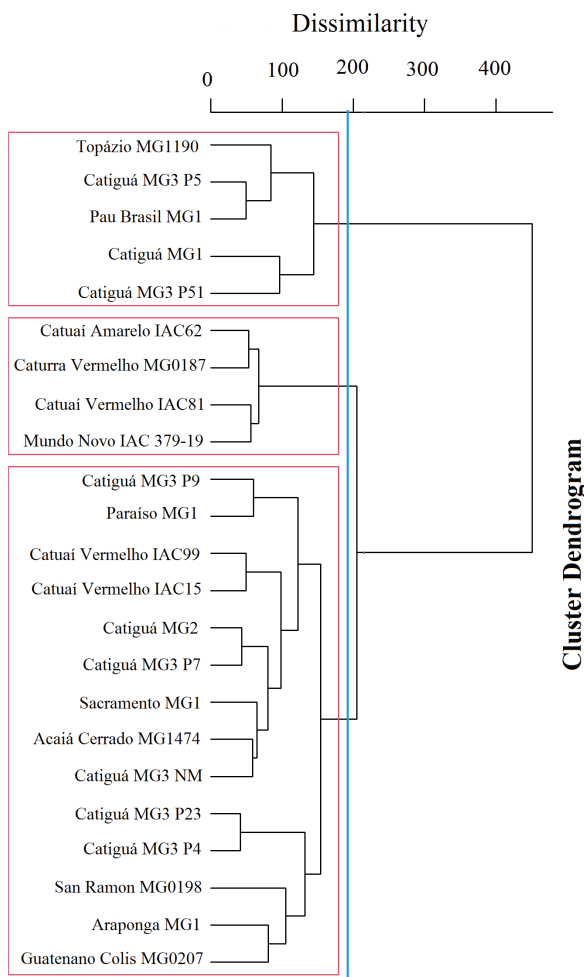 Dissimilarity
0 100 200 300 400
Topázio MG1190
Catiguá MG3 P5
Pau Brasil MG1
Catiguá MG1
Catiguá MG3 P51
Catuaí Amarelo IAC62
Caturra Vermelho MG0187
Catuaí Vermelho IAC81
Mundo Novo IAC 379-19
Catiguá MG3 P9
Paraíso MG1
Catuaí Vermelho IAC99
Catuaí Vermelho IAC15
Catiguá MG2
Catiguá MG3 P7
Sacramento MG1
Acaiá Cerrado MG1474
Catiguá MG3 NM
Catiguá MG3 P23
Catiguá MG3 P4
San Ramon MG0198
Araponga MG1
Guatenano Colis MG0207
Cluster Dendrogram